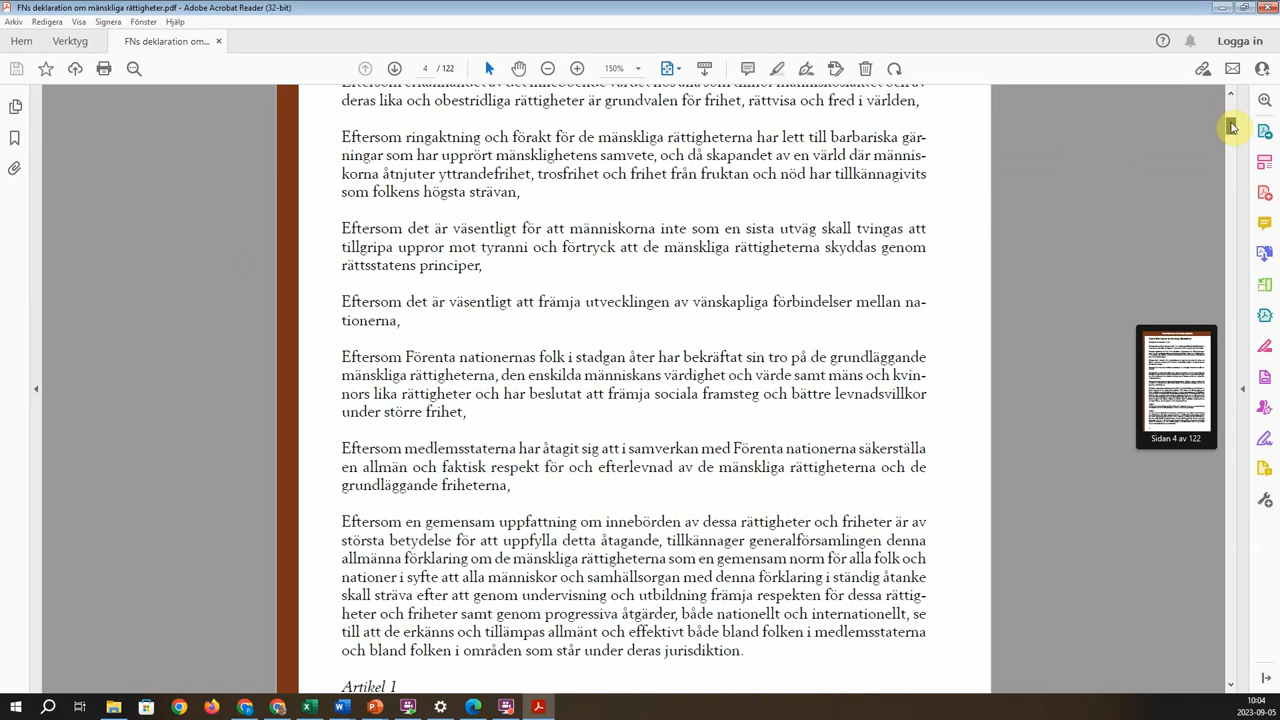 FNs deklaration om mänskliga rättigheter.pdf - Adobe Acrobat Reader (32-bit)
Arkiv Redigera Visa Signera Fönster Hjälp
Hem Verktyg FNs deklaration om... × Logga in
4 / 122 150%
Eftersom erkännandet av det inneboende värdet hos alla som tillhör människosläktet och av
deras lika och obestridliga rättigheter är grundvalen för frihet, rättvisa och fred i världen,
Eftersom ringaktning och förakt för de mänskliga rättigheterna har lett till barbariska gär-
ningar som har upprört mänsklighetens samvete, och då skapandet av en värld där männis-
korna åtnjuter yttrandefrihet, trosfrihet och frihet från fruktan och nöd har tillkännagivits
som folkens högsta strävan,
Eftersom det är väsentligt för att människorna inte som en sista utväg skall tvingas att
tillgripa uppror mot tyranni och förtryck att de mänskliga rättigheterna skyddas genom
rättsstatens principer,
Eftersom det är väsentligt att främja utvecklingen av vänskapliga förbindelser mellan na-
tionerna,
Eftersom Förenta nationernas folk i stadgan åter har bekräftat sin tro på de grundläggande
mänskliga rättigheterna, den enskilda människans värdighet och värde samt mäns och kvin-
nors lika rättigheter och har beslutat att främja sociala framsteg och bättre levnadsvillkor
under större frihet,
Eftersom medlemsstaterna har åtagit sig att i samverkan med Förenta nationerna säkerställa
en allmän och faktisk respekt för och efterlevnad av de mänskliga rättigheterna och de
grundläggande friheterna,
Eftersom en gemensam uppfattning om innebörden av dessa rättigheter och friheter är av
största betydelse för att uppfylla detta åtagande, tillkännager generalförsamlingen denna
allmänna förklaring om de mänskliga rättigheterna som en gemensam norm för alla folk och
nationer i syfte att alla människor och samhällsorgan med denna förklaring i ständig åtanke
skall sträva efter att genom undervisning och utbildning främja respekten för dessa rättig-
heter och friheter samt genom progressiva åtgärder, både nationellt och internationellt, se
till att de erkänns och tillämpas allmänt och effektivt både bland folken i medlemsstaterna
och bland folken i områden som står under deras jurisdiktion.
Artikel 1
Sidan 4 av 122
10:04
2023-09-05